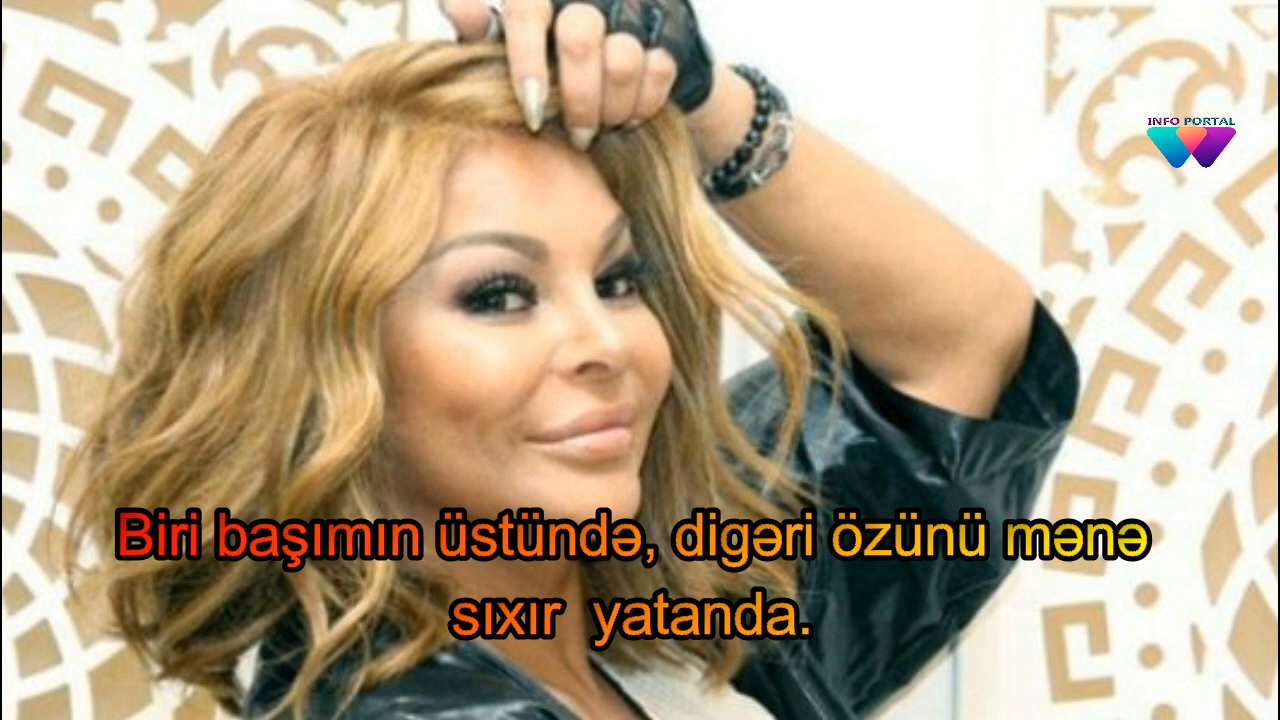 INFO PORTAL
Biri başımın üstündə, digəri özünü mənə
sıxır yatanda.